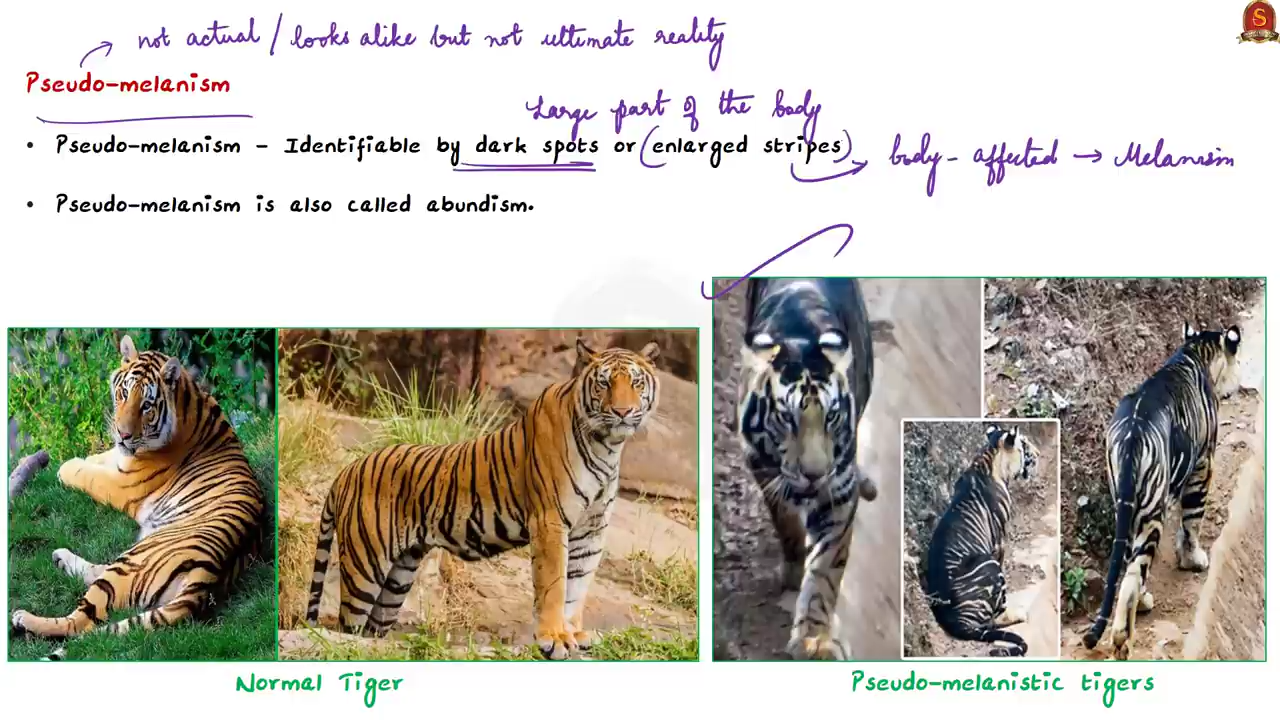 not actual / looks alike but not ultimate reality
Pseudo-melanism
Large part of the body
• Pseudo-melanism – Identifiable by dark spots or (enlarged stripes) body - affected → Melanism
• Pseudo-melanism is also called abundism.
Normal Tiger
Pseudo-melanistic tigers
S